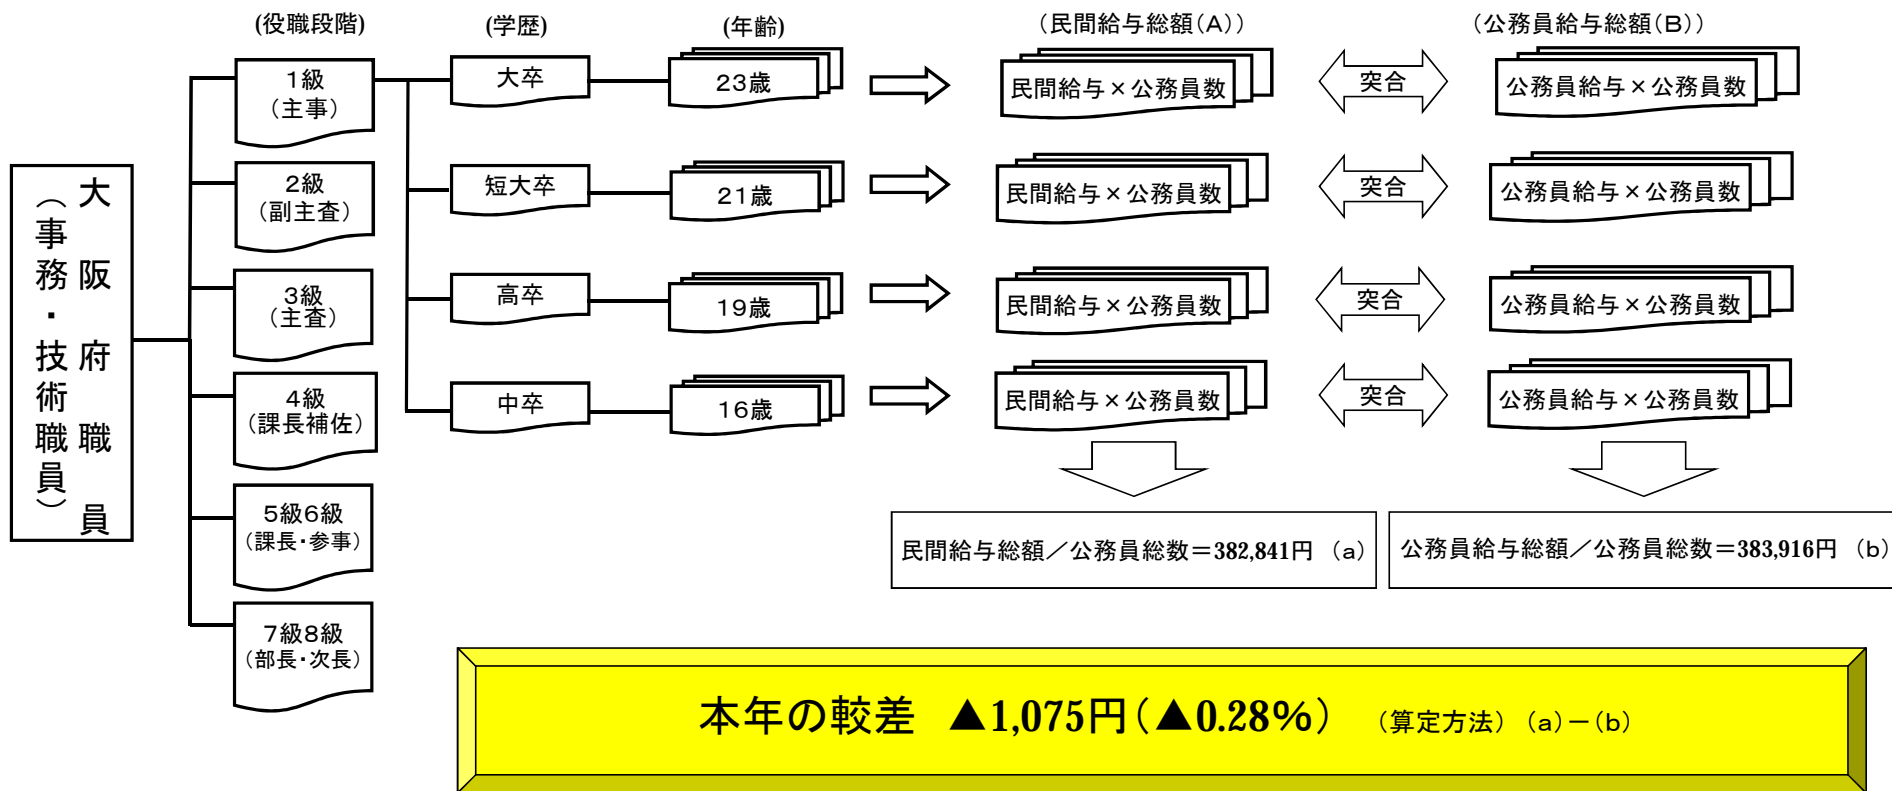 (役職段階)
(学歴)
(年齢)
（民間給与総額(A)）
（公務員給与総額(B)）
大阪府職員
（事務・技術職員）
1級
（主事）
2級
(副主査)
3級
(主査)
4級
(課長補佐)
5級6級
（課長・参事）
7級8級
（部長・次長）
大卒
23歳
民間給与×公務員数
突合
公務員給与×公務員数
短大卒
21歳
民間給与×公務員数
突合
公務員給与×公務員数
高卒
19歳
民間給与×公務員数
突合
公務員給与×公務員数
中卒
16歳
民間給与×公務員数
突合
公務員給与×公務員数
民間給与総額／公務員総数＝382,841円 （a）
公務員給与総額／公務員総数＝383,916円 （b）
本年の較差 ▲1,075円（▲0.28%） （算定方法）（a）－（b）